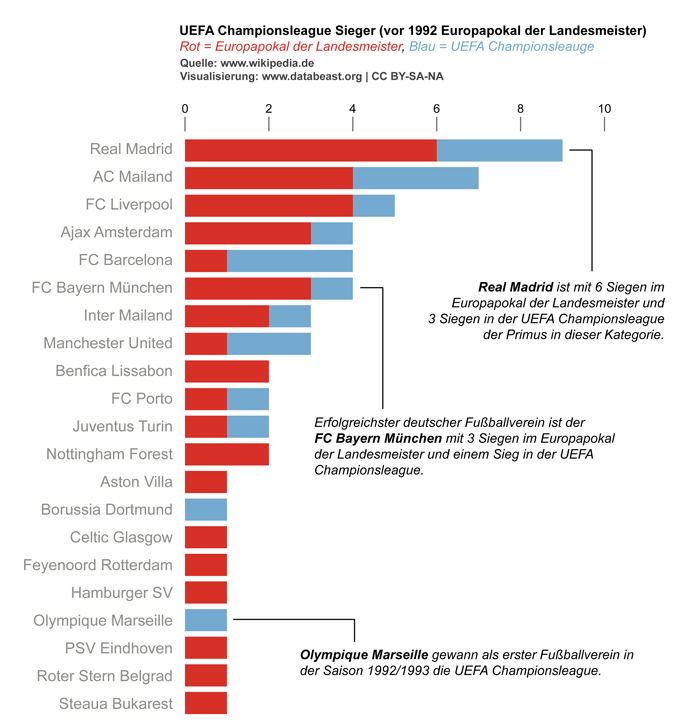 UEFA Championsleague Sieger (vor 1992 Europapokal der Landesmeister)
Rot = Europapokal der Landesmeister, Blau = UEFA Championsleauge
Quelle: www.wikipedia.de
Visualisierung: www.databeast.org | CC BY-SA-NA
0 2 4 6 8 10
Real Madrid
AC Mailand
FC Liverpool
Ajax Amsterdam
FC Barcelona
FC Bayern München
Inter Mailand
Manchester United
Benfica Lissabon
FC Porto
Juventus Turin
Nottingham Forest
Aston Villa
Borussia Dortmund
Celtic Glasgow
Feyenoord Rotterdam
Hamburger SV
Olympique Marseille
PSV Eindhoven
Roter Stern Belgrad
Steaua Bukarest
Real Madrid ist mit 6 Siegen im
Europapokal der Landesmeister und
3 Siegen in der UEFA Championsleague
der Primus in dieser Kategorie.
Erfolgreichster deutscher Fußballverein ist der
FC Bayern München mit 3 Siegen im Europapokal
der Landesmeister und einem Sieg in der UEFA
Championsleague.
Olympique Marseille gewann als erster Fußballverein in
der Saison 1992/1993 die UEFA Championsleague.